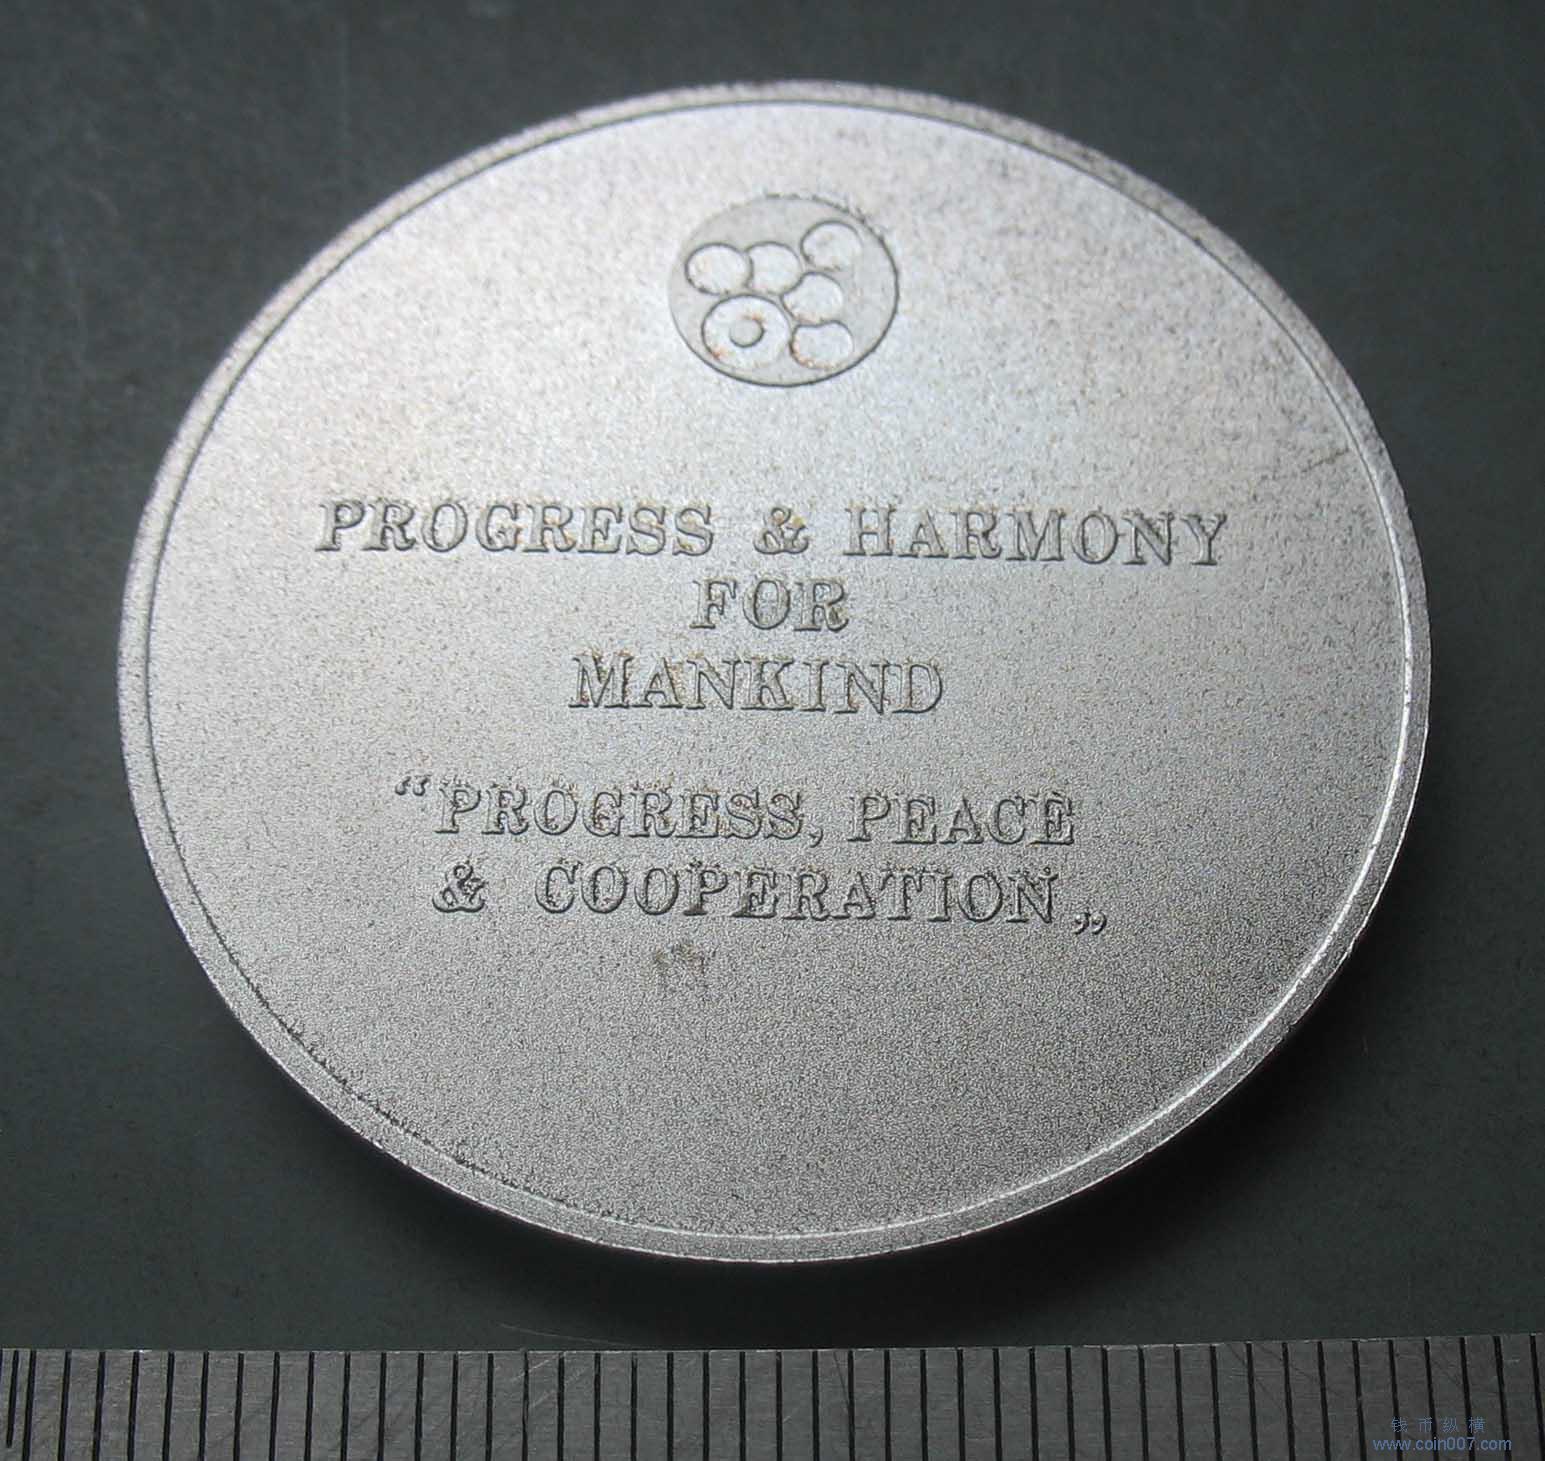 PROGRESS & HARMONY
FOR
MANKIND
“PROGRESS, PEACE
& COOPERATION„
钱币纵横
www.coin007.com